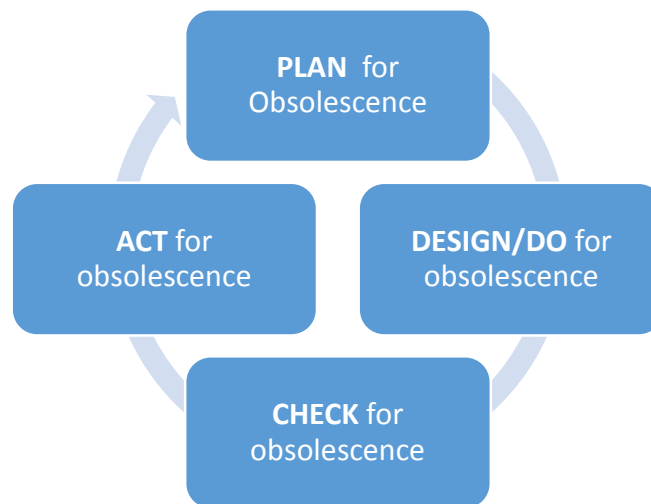 PLAN for
Obsolescence
ACT for
obsolescence
DESIGN/DO for
obsolescence
CHECK for
obsolescence